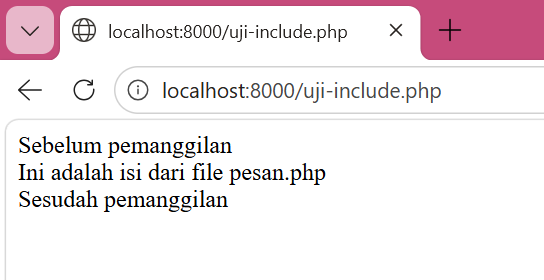 localhost:8000/uji-include.php
localhost:8000/uji-include.php
Sebelum pemanggilan
Ini adalah isi dari file pesan.php
Sesudah pemanggilan